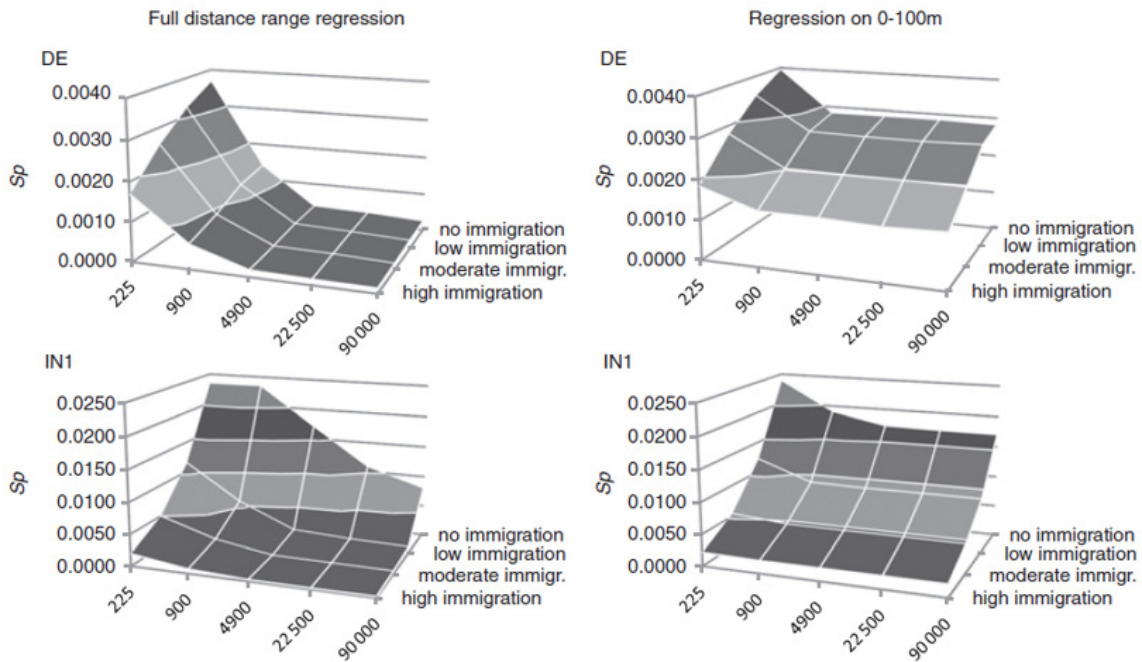 Full distance range regression
Regression on 0-100m
DE
0.0040
0.0030
0.0020
0.0010
0.0000
Sp
225
900
4900
22 500
90 000
no immigration
low immigration
moderate immigr.
high immigration
DE
0.0040
0.0030
0.0020
0.0010
0.0000
Sp
225
900
4900
22 500
90 000
no immigration
low immigration
moderate immigr.
high immigration
IN1
0.0250
0.0200
0.0150
0.0100
0.0050
0.0000
Sp
225
900
4900
22 500
90 000
no immigration
low immigration
moderate immigr.
high immigration
IN1
0.0250
0.0200
0.0150
0.0100
0.0050
0.0000
Sp
225
900
4900
22 500
90 000
no immigration
low immigration
moderate immigr.
high immigration